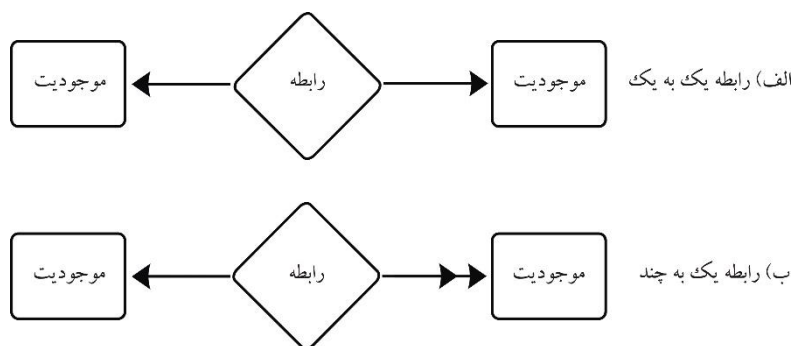 الف) رابطه یک به یک
موجودیت
رابطه
موجودیت
ب) رابطه یک به چند
موجودیت
رابطه
موجودیت